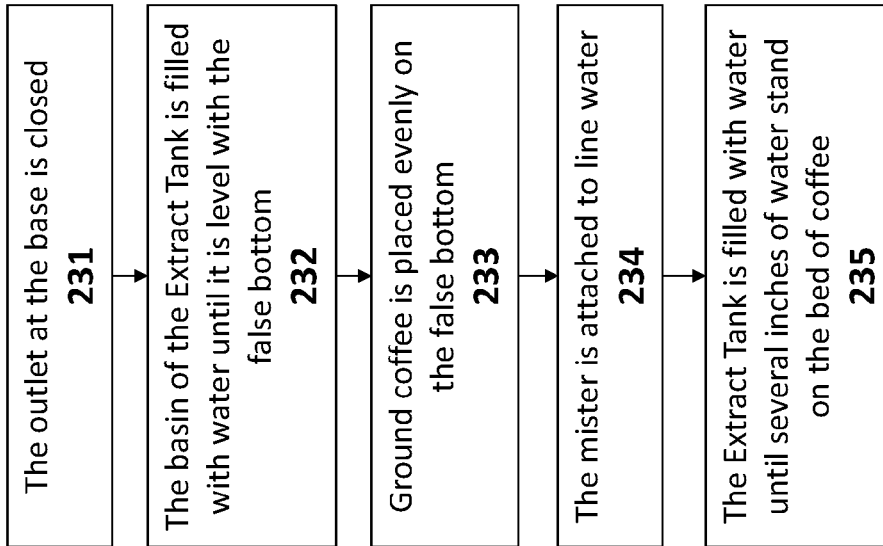 The outlet at the base is closed
231
The basin of the Extract Tank is filled
with water until it is level with the
false bottom
232
Ground coffee is placed evenly on
the false bottom
233
The mister is attached to line water
234
The Extract Tank is filled with water
until several inches of water stand
on the bed of coffee
235